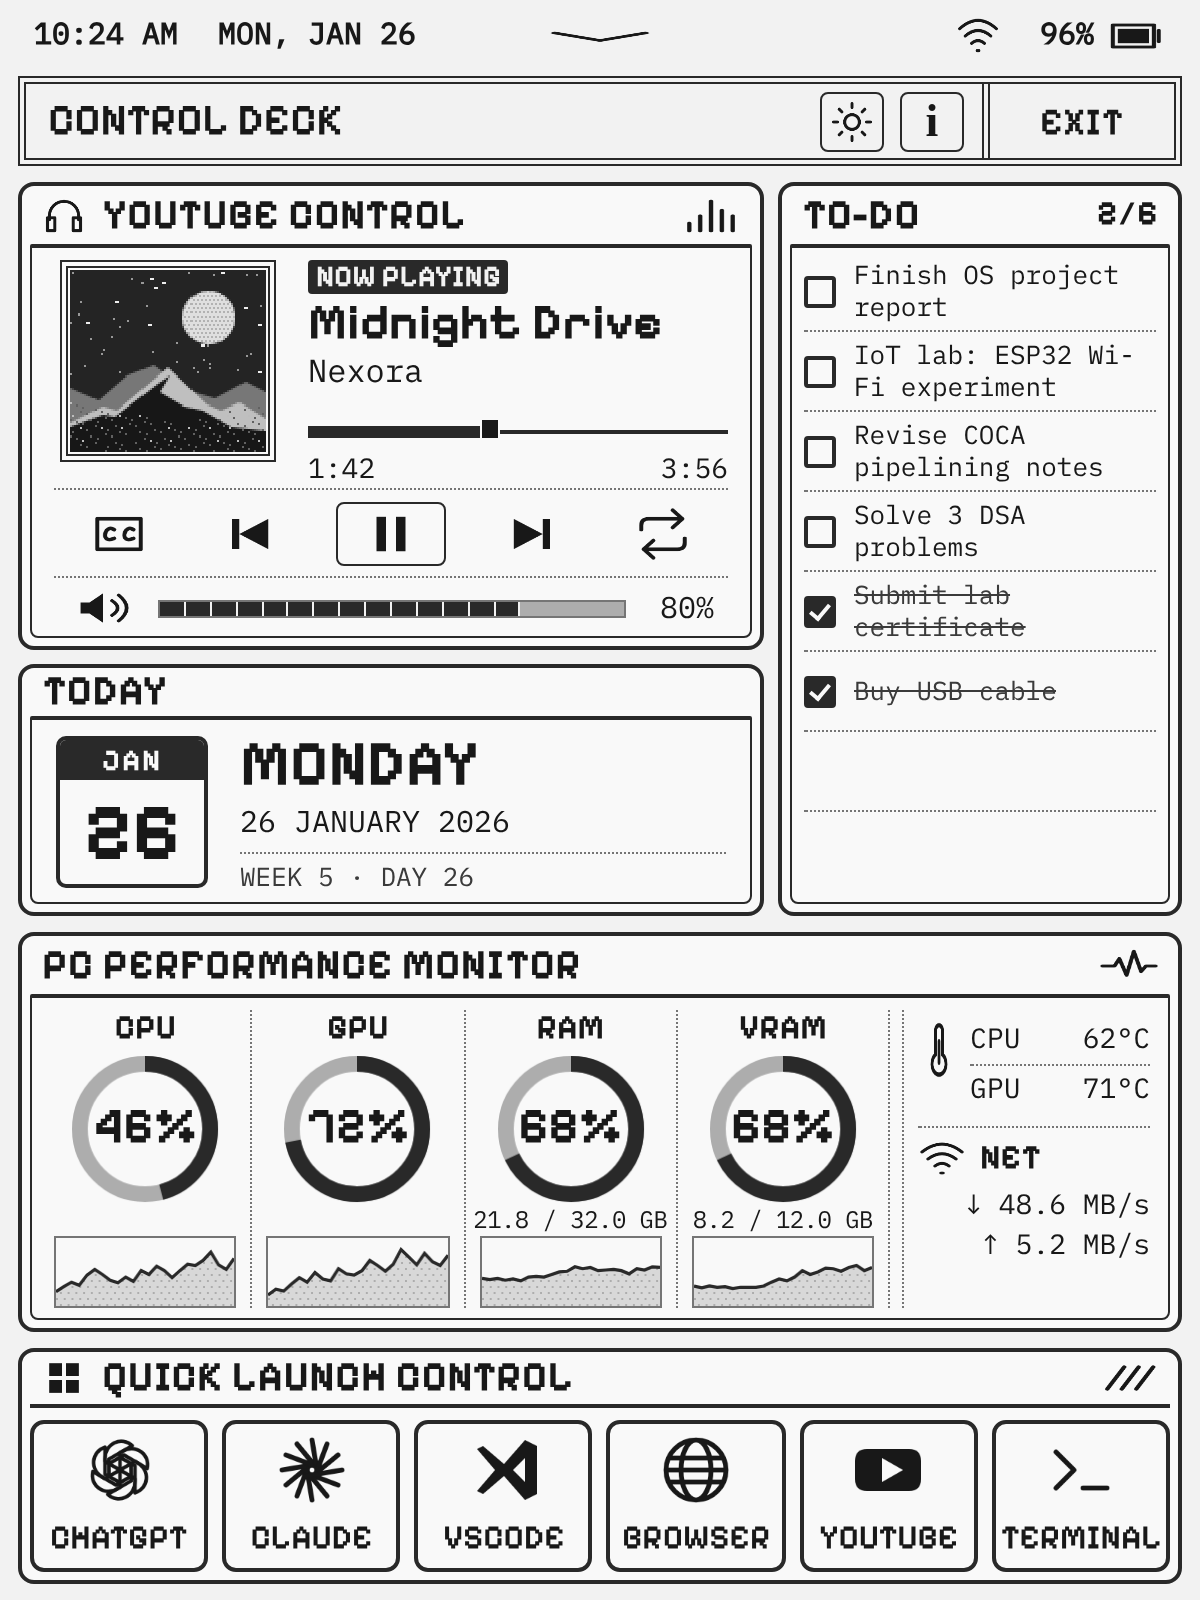 10:24 AM MON, JAN 26 96%
CONTROL DECK i EXIT
YOUTUBE CONTROL
NOW PLAYING
Midnight Drive
Nexora
1:42 3:56
CC
80%
TO-DO 2/6
Finish OS project
report
IoT lab: ESP32 Wi-
Fi experiment
Revise COCA
pipelining notes
Solve 3 DSA
problems
Submit lab
certificate
Buy USB cable
TODAY
JAN
26
MONDAY
26 JANUARY 2026
WEEK 5 · DAY 26
PC PERFORMANCE MONITOR
CPU GPU RAM VRAM
46% 72% 68% 68%
21.8 / 32.0 GB 8.2 / 12.0 GB
CPU 62°C
GPU 71°C
NET
↓ 48.6 MB/s
↑ 5.2 MB/s
QUICK LAUNCH CONTROL
CHATGPT CLAUDE VSCODE BROWSER YOUTUBE TERMINAL